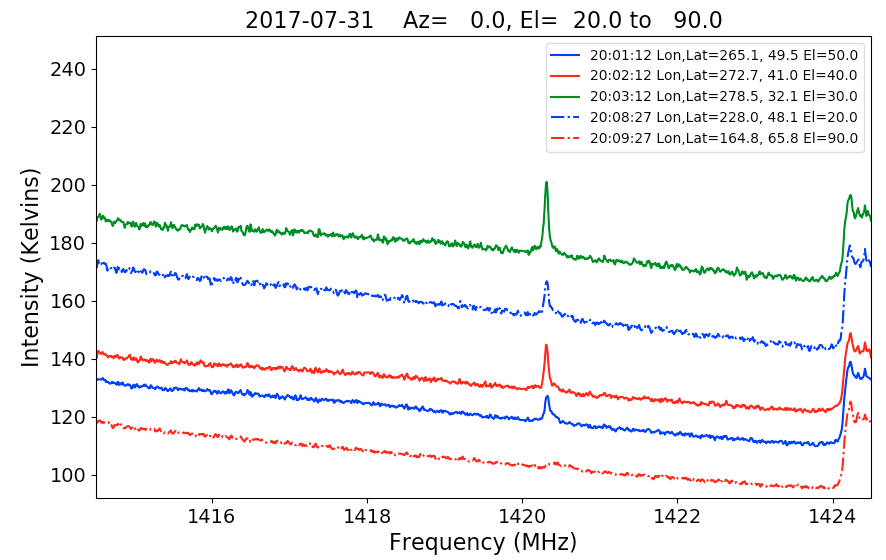 2017-07-31    Az=   0.0, El=  20.0 to   90.0
20:01:12 Lon,Lat=265.1, 49.5 El=50.0
20:02:12 Lon,Lat=272.7, 41.0 El=40.0
20:03:12 Lon,Lat=278.5, 32.1 El=30.0
20:08:27 Lon,Lat=228.0, 48.1 El=20.0
20:09:27 Lon,Lat=164.8, 65.8 El=90.0
Intensity (Kelvins)
240
220
200
180
160
140
120
100
1416
1418
1420
1422
1424
Frequency (MHz)